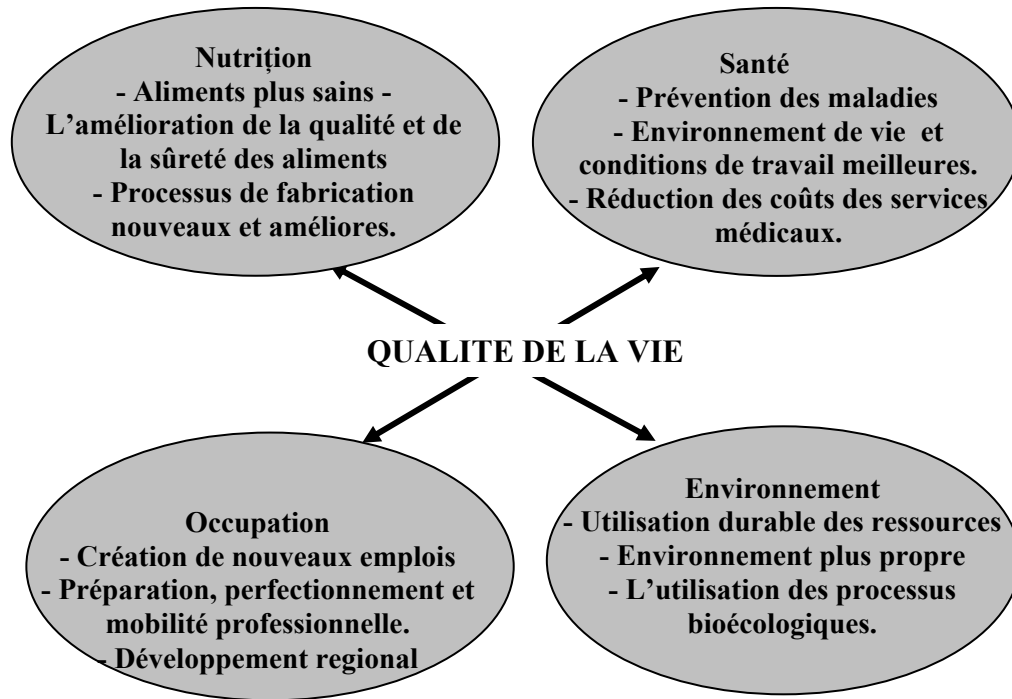 Nutrițion
- Aliments plus sains -
L’amélioration de la qualité et de
la sûreté des aliments
- Processus de fabrication
nouveaux et améliores.
Santé
- Prévention des maladies
- Environnement de vie et
conditions de travail meilleures.
- Réduction des coûts des services
médicaux.
QUALITE DE LA VIE
Occupation
- Création de nouveaux emplois
- Préparation, perfectionnement et
mobilité professionnelle.
- Développement regional
Environnement
- Utilisation durable des ressources
- Environnement plus propre
- L’utilisation des processus
bioécologiques.